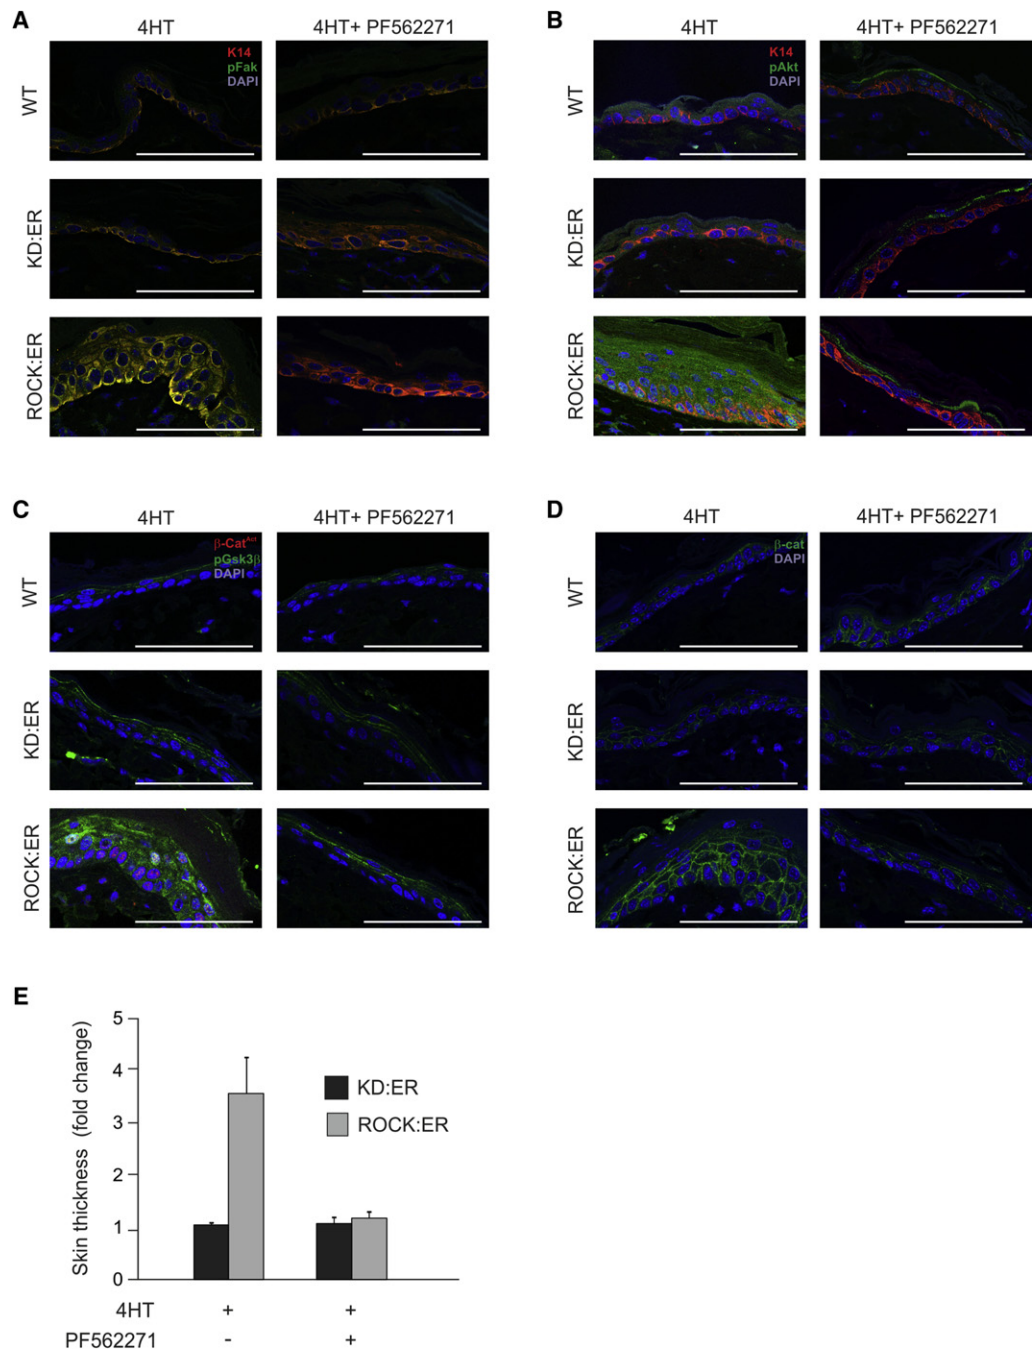 A
4HT
4HT+ PF562271
K14
pFak
DAPI
WT
KD:ER
ROCK:ER
B
4HT
4HT+ PF562271
K14
pAkt
DAPI
WT
KD:ER
ROCK:ER
C
4HT
4HT+ PF562271
β-Cat^Act
pGsk3β
DAPI
WT
KD:ER
ROCK:ER
D
4HT
4HT+ PF562271
β-cat
DAPI
WT
KD:ER
ROCK:ER
E
Skin thickness (fold change)
5
4
3
2
1
0
KD:ER
ROCK:ER
4HT + +
PF562271 - +